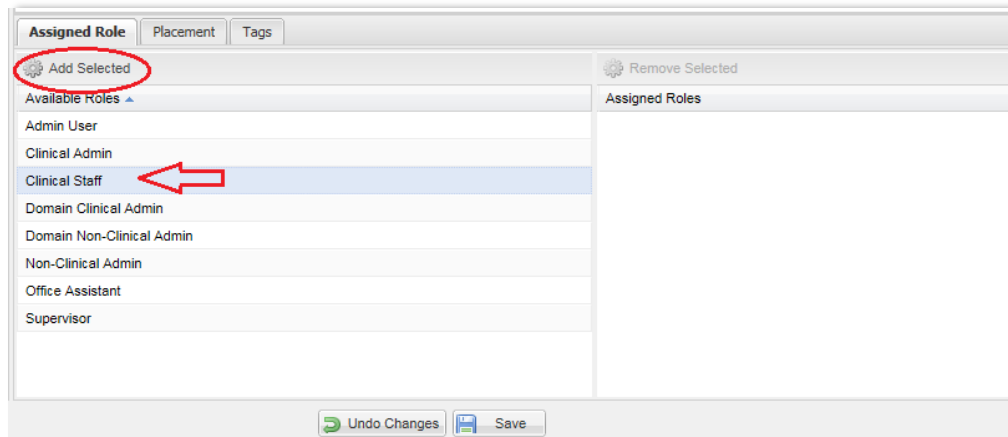 Assigned Role Placement Tags
Add Selected Remove Selected
Available Roles Assigned Roles
Admin User
Clinical Admin
Clinical Staff
Domain Clinical Admin
Domain Non-Clinical Admin
Non-Clinical Admin
Office Assistant
Supervisor
Undo Changes Save